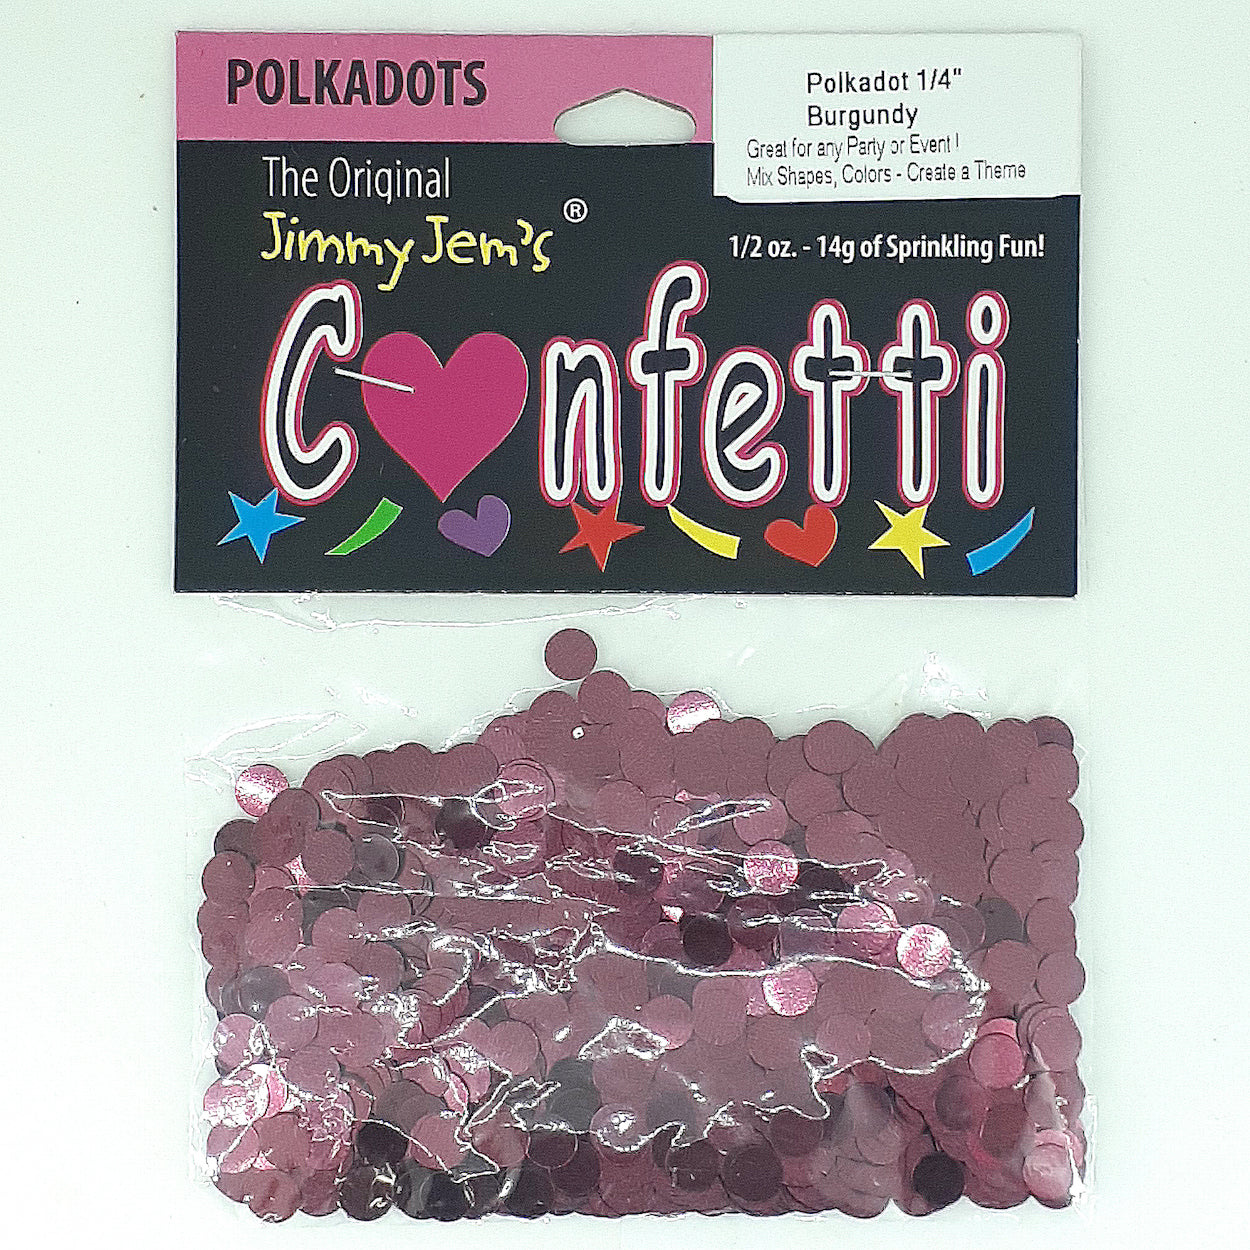 POLKADOTS
Polkadot 1/4"
Burgundy
Great for any Party or Event!
Mix Shapes, Colors - Create a Theme
The Original
Jimmy Jem's®
1/2 oz. - 14g of Sprinkling Fun!
Confetti